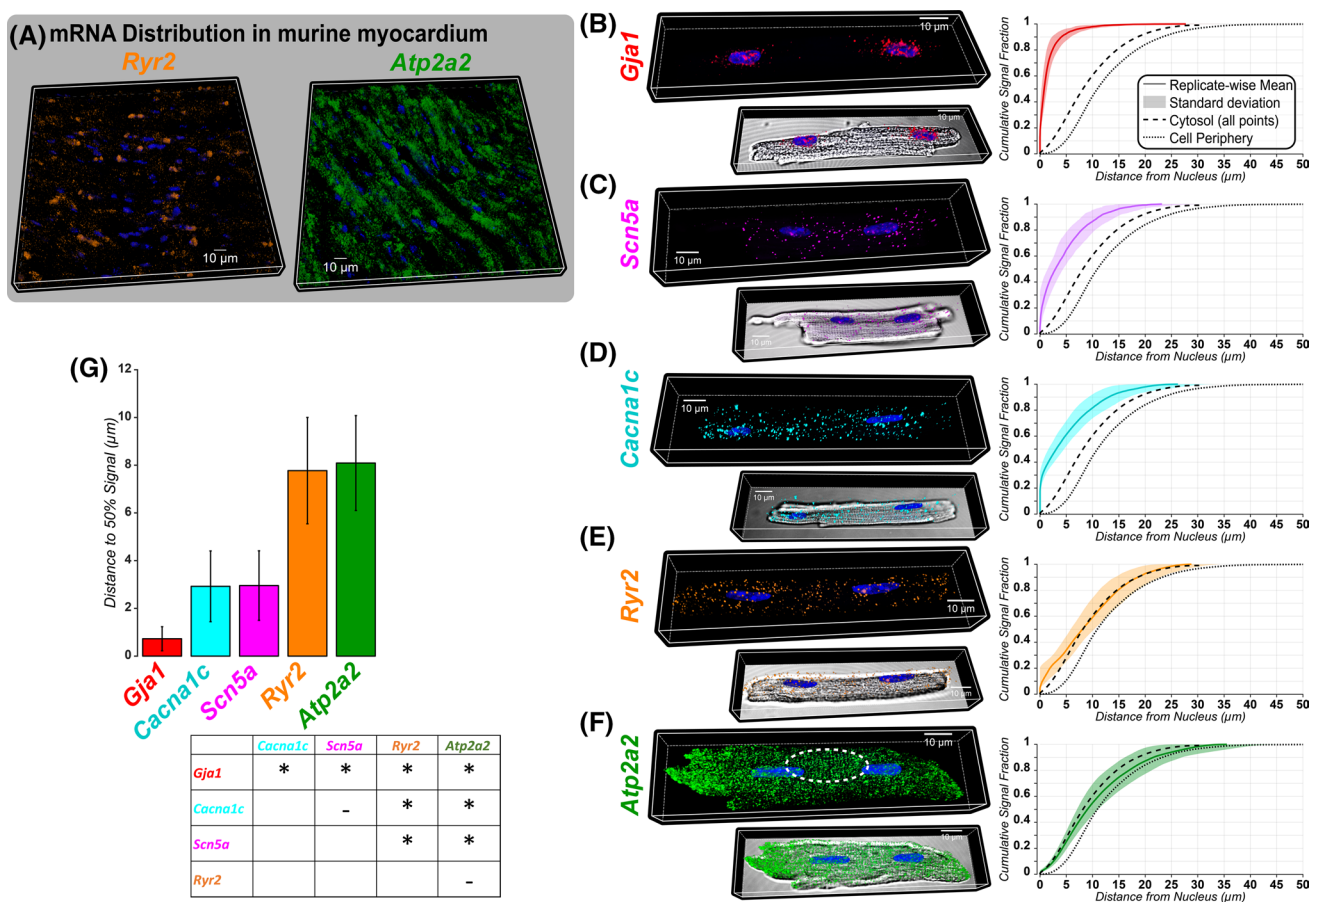 (A) mRNA Distribution in murine myocardium
Ryr2
Atp2a2
10 µm
10 µm
(B)
Gja1
10 µm
10 µm
Cumulative Signal Fraction
1
0.8
0.6
0.4
0.2
0
0 5 10 15 20 25 30 35 40 45 50
Distance from Nucleus (µm)
Replicate-wise Mean
Standard deviation
Cytosol (all points)
Cell Periphery
(C)
Scn5a
10 µm
10 µm
Cumulative Signal Fraction
1
0.8
0.6
0.4
0.2
0
0 5 10 15 20 25 30 35 40 45 50
Distance from Nucleus (µm)
(D)
Cacna1c
10 µm
10 µm
Cumulative Signal Fraction
1
0.8
0.6
0.4
0.2
0
0 5 10 15 20 25 30 35 40 45 50
Distance from Nucleus (µm)
(E)
Ryr2
10 µm
10 µm
Cumulative Signal Fraction
1
0.8
0.6
0.4
0.2
0
0 5 10 15 20 25 30 35 40 45 50
Distance from Nucleus (µm)
(F)
Atp2a2
10 µm
10 µm
Cumulative Signal Fraction
1
0.8
0.6
0.4
0.2
0
0 5 10 15 20 25 30 35 40 45 50
Distance from Nucleus (µm)
(G)
Distance to 50% Signal (µm)
12
10
8
6
4
2
0
Gja1
Cacna1c
Scn5a
Ryr2
Atp2a2
Cacna1c Scn5a Ryr2 Atp2a2
Gja1 * * * *
Cacna1c - * *
Scn5a * *
Ryr2 -